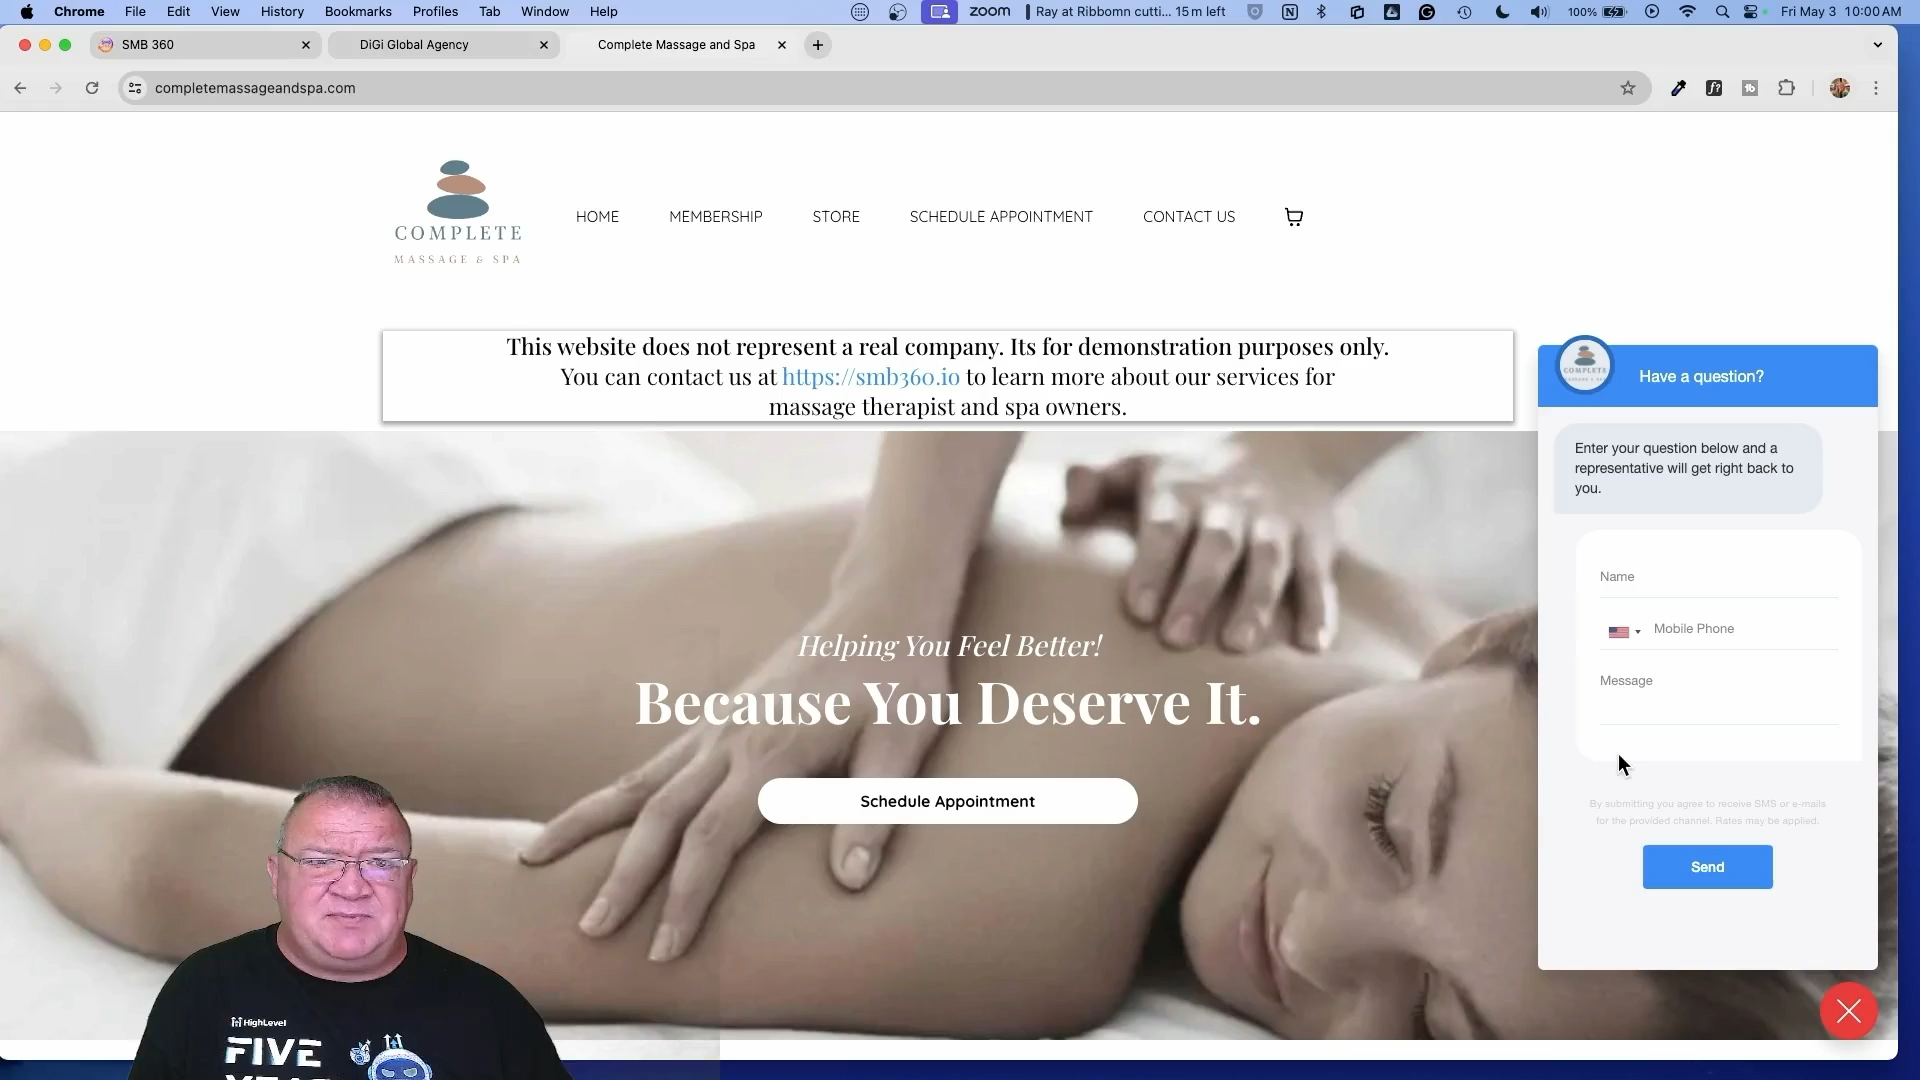 Chrome File Edit View History Bookmarks Profiles Tab Window Help
zoom Ray at Ribbomn cutti... 15 m left 100% Fri May 3 10:00 AM
SMB 360
DiGi Global Agency
Complete Massage and Spa
completemassageandspa.com
COMPLETE
MASSAGE & SPA
HOME MEMBERSHIP STORE SCHEDULE APPOINTMENT CONTACT US
This website does not represent a real company. Its for demonstration purposes only.
You can contact us at https://smb360.io to learn more about our services for
massage therapist and spa owners.
Helping You Feel Better!
Because You Deserve It.
Schedule Appointment
COMPLETE
Have a question?
Enter your question below and a
representative will get right back to
you.
Name
Mobile Phone
Message
By submitting you agree to receive SMS or e-mails
for the provided channel. Rates may be applied.
Send
HighLevel
FIVE